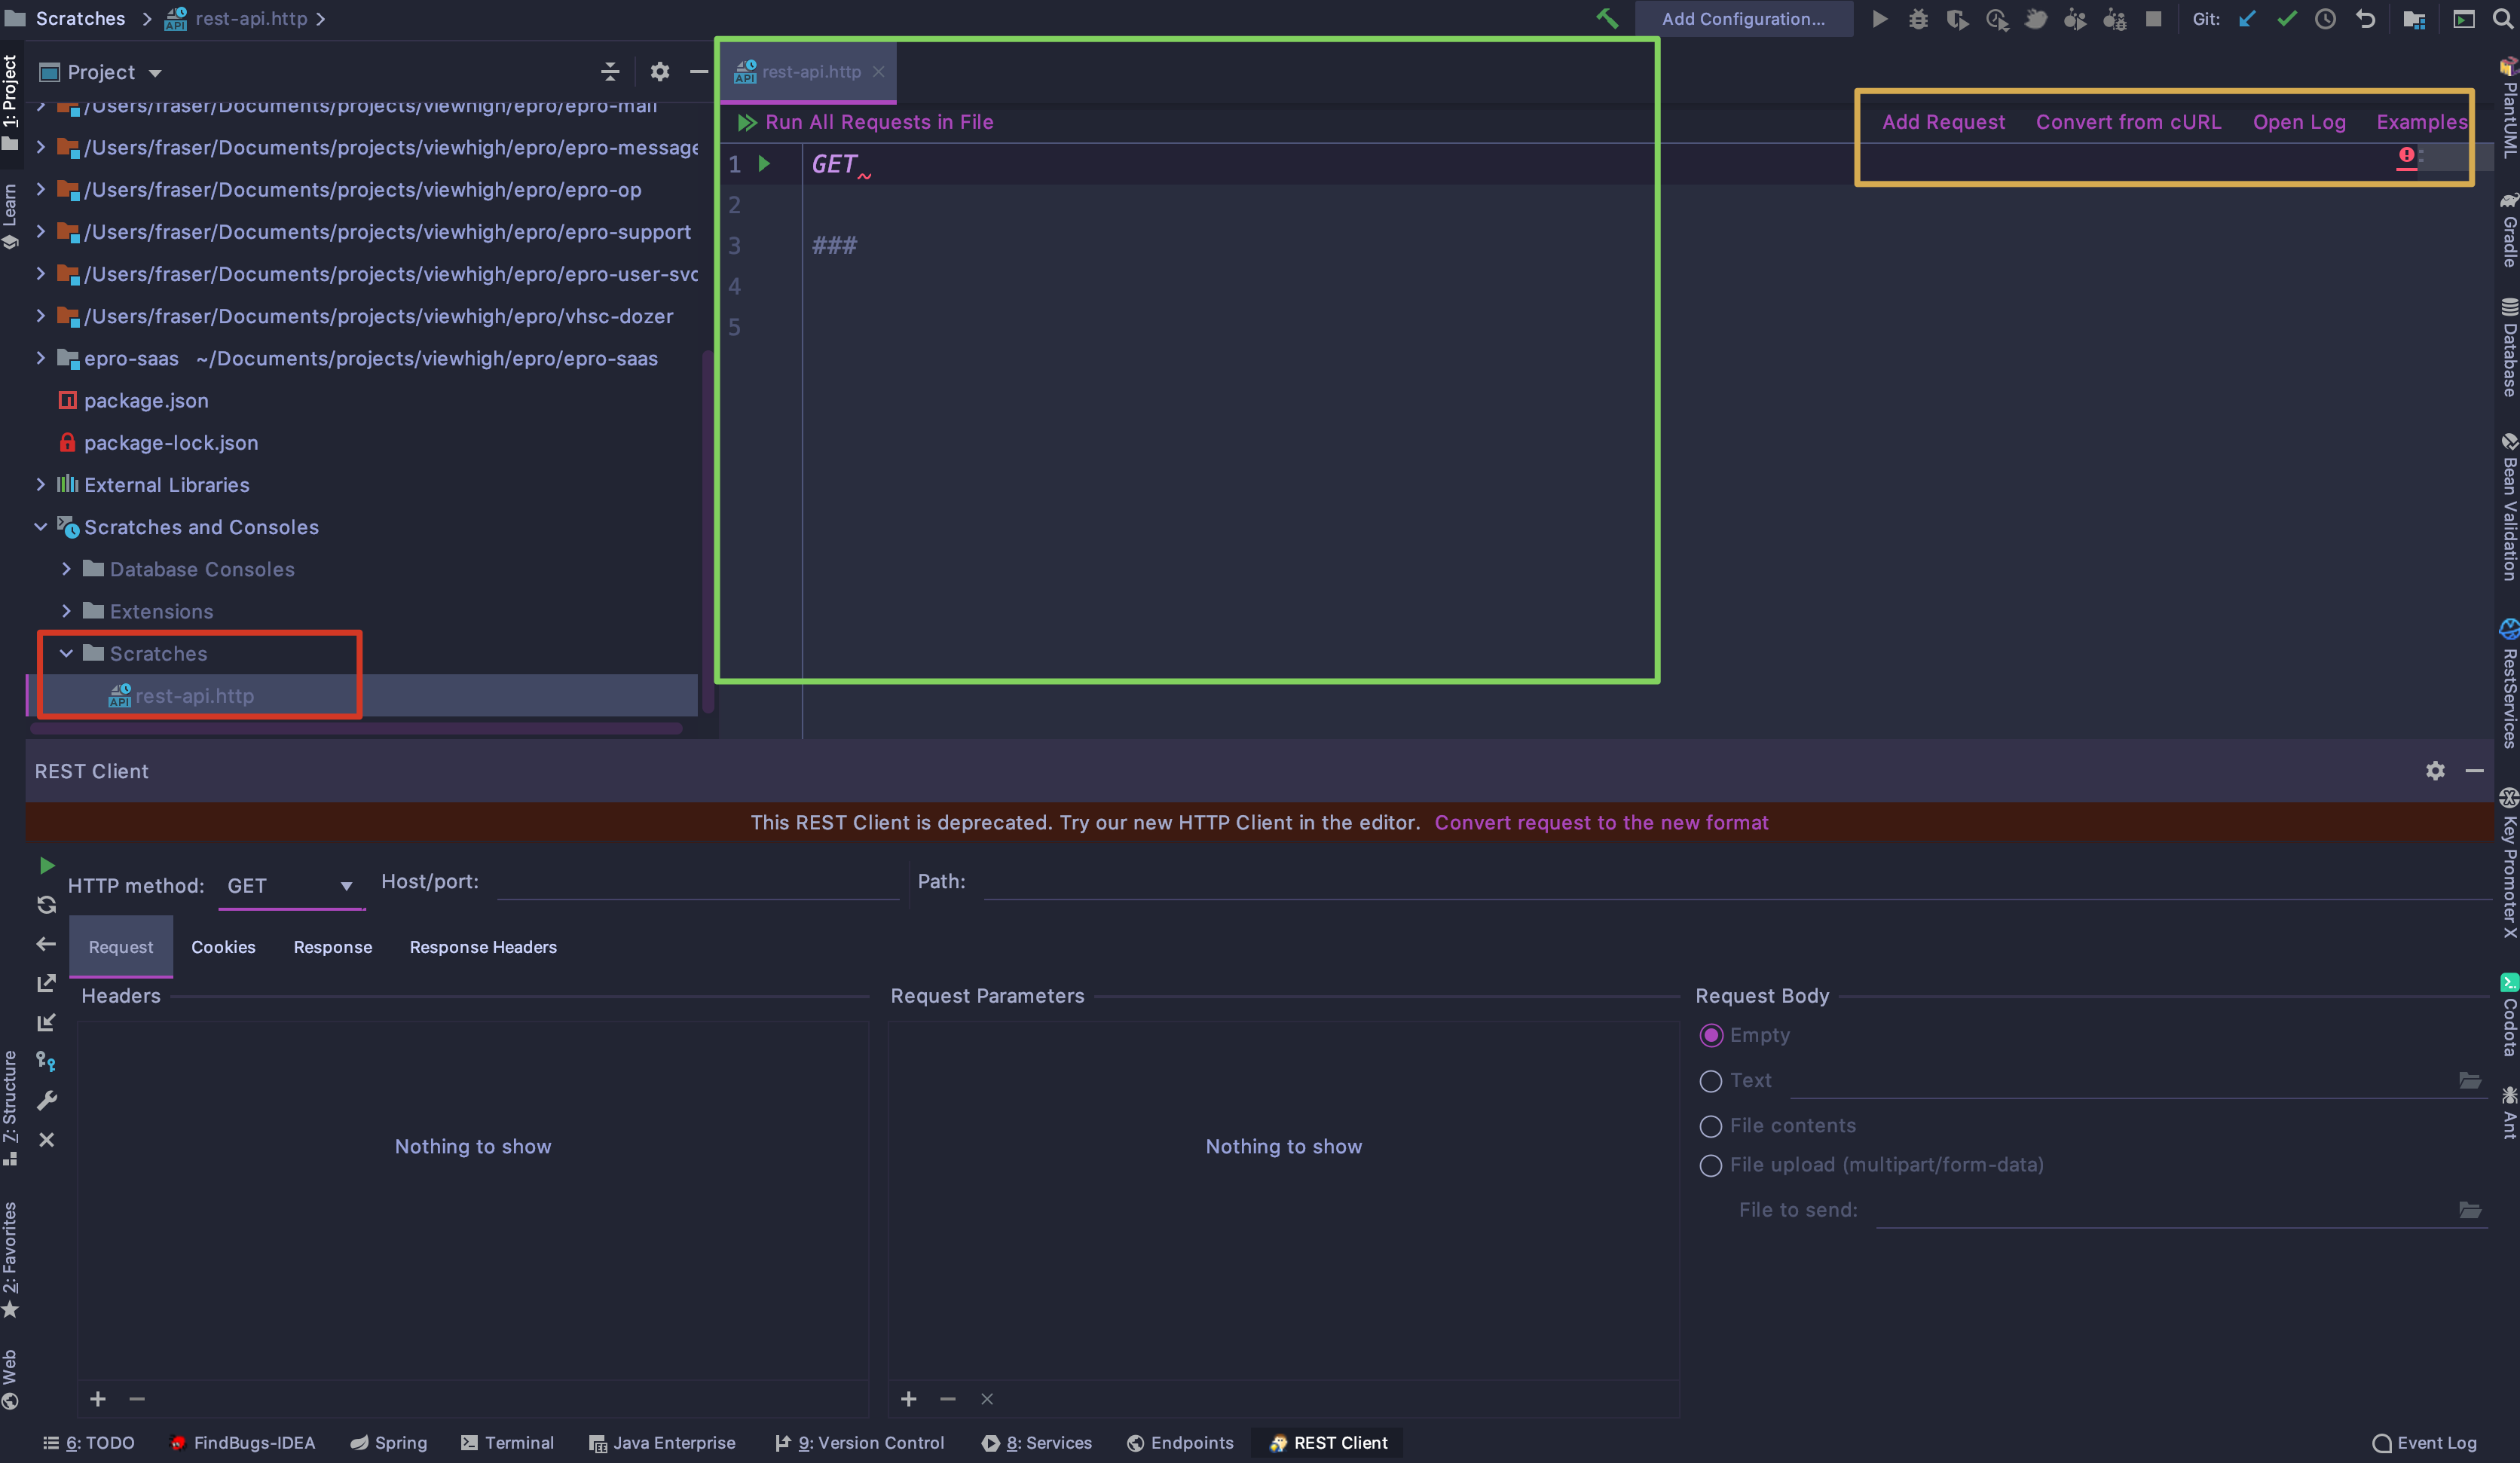 Scratches
rest-api.http
Add Configuration...
Git:
1: Project
Learn
7: Structure
2: Favorites
Web
Project
/Users/fraser/Documents/projects/viewhigh/epro/epro-mall
/Users/fraser/Documents/projects/viewhigh/epro/epro-message
/Users/fraser/Documents/projects/viewhigh/epro/epro-op
/Users/fraser/Documents/projects/viewhigh/epro/epro-support
/Users/fraser/Documents/projects/viewhigh/epro/epro-user-svc
/Users/fraser/Documents/projects/viewhigh/epro/vhsc-dozer
epro-saas ~/Documents/projects/viewhigh/epro/epro-saas
package.json
package-lock.json
External Libraries
Scratches and Consoles
Database Consoles
Extensions
Scratches
API rest-api.http
API rest-api.http
Run All Requests in File
Add Request Convert from cURL Open Log Examples
1 GET
2
3 ###
4
5
PlantUML
Gradle
Database
Bean Validation
RestServices
Key Promoter X
Codota
Ant
REST Client
This REST Client is deprecated. Try our new HTTP Client in the editor. Convert request to the new format
HTTP method: GET Host/port: Path:
Request Cookies Response Response Headers
Headers
Nothing to show
Request Parameters
Nothing to show
Request Body
Empty
Text
File contents
File upload (multipart/form-data)
File to send:
6: TODO FindBugs-IDEA Spring Terminal Java Enterprise 9: Version Control 8: Services Endpoints REST Client Event Log